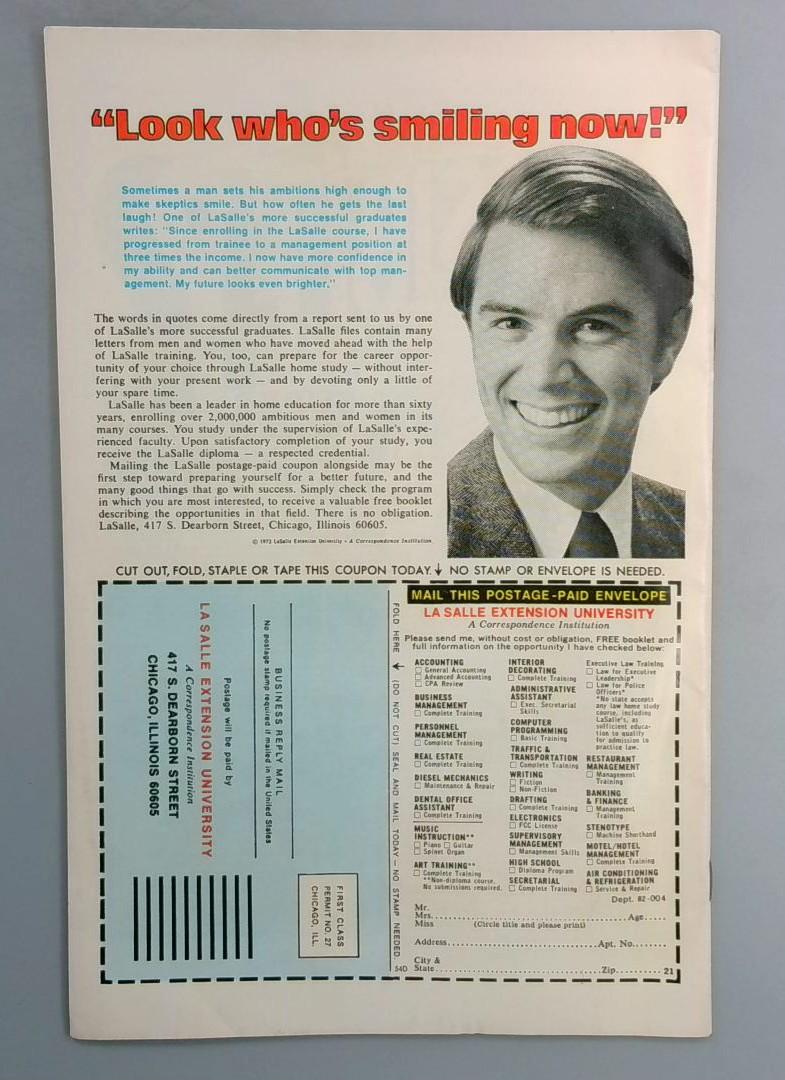 “Look who's smiling now!”
Sometimes a man sets his ambitions high enough to
make skeptics smile. But how often he gets the last
laugh! One of LaSalle's more successful graduates
writes: "Since enrolling in the LaSalle course, I have
progressed from trainee to a management position at
three times the income. I now have more confidence in
my ability and can better communicate with top man-
agement. My future looks even brighter."
The words in quotes come directly from a report sent to us by one
of LaSalle's more successful graduates. LaSalle files contain many
letters from men and women who have moved ahead with the help
of LaSalle training. You, too, can prepare for the career oppor-
tunity of your choice through LaSalle home study — without inter-
fering with your present work — and by devoting only a little of
your spare time.
LaSalle has been a leader in home education for more than sixty
years, enrolling over 2,000,000 ambitious men and women in its
many courses. You study under the supervision of LaSalle's expe-
rienced faculty. Upon satisfactory completion of your study, you
receive the LaSalle diploma — a respected credential.
Mailing the LaSalle postage-paid coupon alongside may be the
first step toward preparing yourself for a better future, and the
many good things that go with success. Simply check the program
in which you are most interested, to receive a valuable free booklet
describing the opportunities in that field. There is no obligation.
LaSalle, 417 S. Dearborn Street, Chicago, Illinois 60605.
LaSalle Extension University • A Correspondence Institution
CUT OUT, FOLD, STAPLE OR TAPE THIS COUPON TODAY. NO STAMP OR ENVELOPE IS NEEDED.
FIRST CLASS
PERMIT NO. 27
CHICAGO, ILL.
BUSINESS REPLY MAIL
No postage stamp required if mailed in the United States
Postage will be paid by
LA SALLE EXTENSION UNIVERSITY
A Correspondence Institution
417 S. DEARBORN STREET
CHICAGO, ILLINOIS 60605
FOLD HERE (DO NOT CUT) SEAL AND MAIL TODAY — NO STAMP NEEDED.
54D
MAIL THIS POSTAGE-PAID ENVELOPE
LA SALLE EXTENSION UNIVERSITY
A Correspondence Institution
Please send me, without cost or obligation, FREE booklet and
full information on the opportunity I have checked below:
ACCOUNTING
General Accounting
Advanced Accounting
CPA Review
BUSINESS
MANAGEMENT
Complete Training
PERSONNEL
MANAGEMENT
Complete Training
REAL ESTATE
Complete Training
DIESEL MECHANICS
Maintenance & Repair
DENTAL OFFICE
ASSISTANT
Complete Training
MUSIC
INSTRUCTION**
Piano Guitar
Spinet Organ
ART TRAINING**
Complete Training
**Non-diploma course.
No submissions required.
INTERIOR
DECORATING
Complete Training
ADMINISTRATIVE
ASSISTANT
Exec. Secretarial
Skills
COMPUTER
PROGRAMMING
Basic Training
TRAFFIC &
TRANSPORTATION
Complete Training
WRITING
Fiction
Non-Fiction
DRAFTING
Complete Training
ELECTRONICS
FCC License
SUPERVISORY
MANAGEMENT
Management Skills
HIGH SCHOOL
Diploma Program
SECRETARIAL
Complete Training
Executive Law Training
Law for Executive
Leadership*
Law for Police
Officers*
*No state accepts
any law home study
course, including
LaSalle's, as
sufficient educa-
tion to qualify
for admission to
practice law.
RESTAURANT
MANAGEMENT
Management
Training
BANKING
& FINANCE
Management
Training
STENOTYPE
Machine Shorthand
MOTEL/HOTEL
MANAGEMENT
Complete Training
AIR CONDITIONING
& REFRIGERATION
Service & Repair
Dept. 82-004
Mr.
Mrs. Age
Miss (Circle title and please print)
Address Apt. No.
City &
State Zip 21